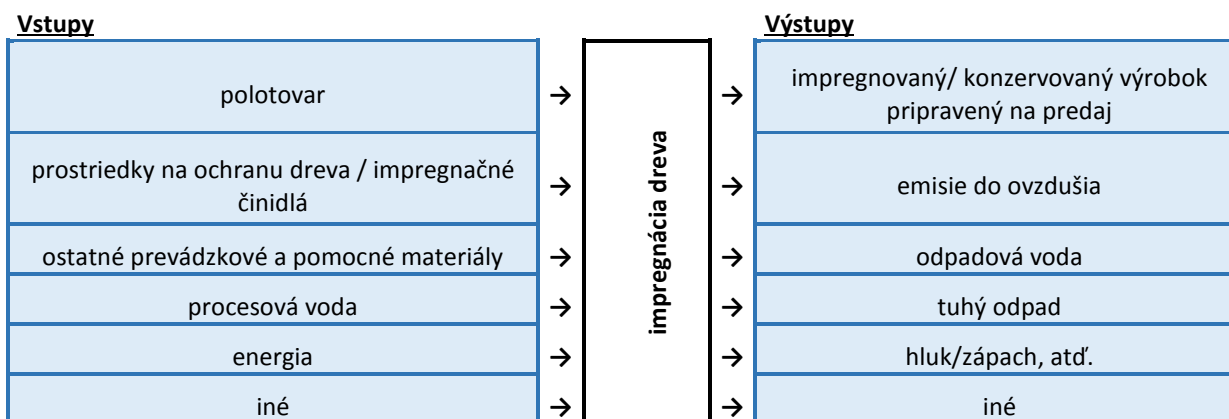 Vstupy
polotovar
→
prostriedky na ochranu dreva / impregnačné
činidlá
→
ostatné prevádzkové a pomocné materiály
→
procesová voda
→
energia
→
iné
→
impregnácia dreva
Výstupy
→
impregnovaný/ konzervovaný výrobok
pripravený na predaj
→
emisie do ovzdušia
→
odpadová voda
→
tuhý odpad
→
hluk/zápach, atď.
→
iné